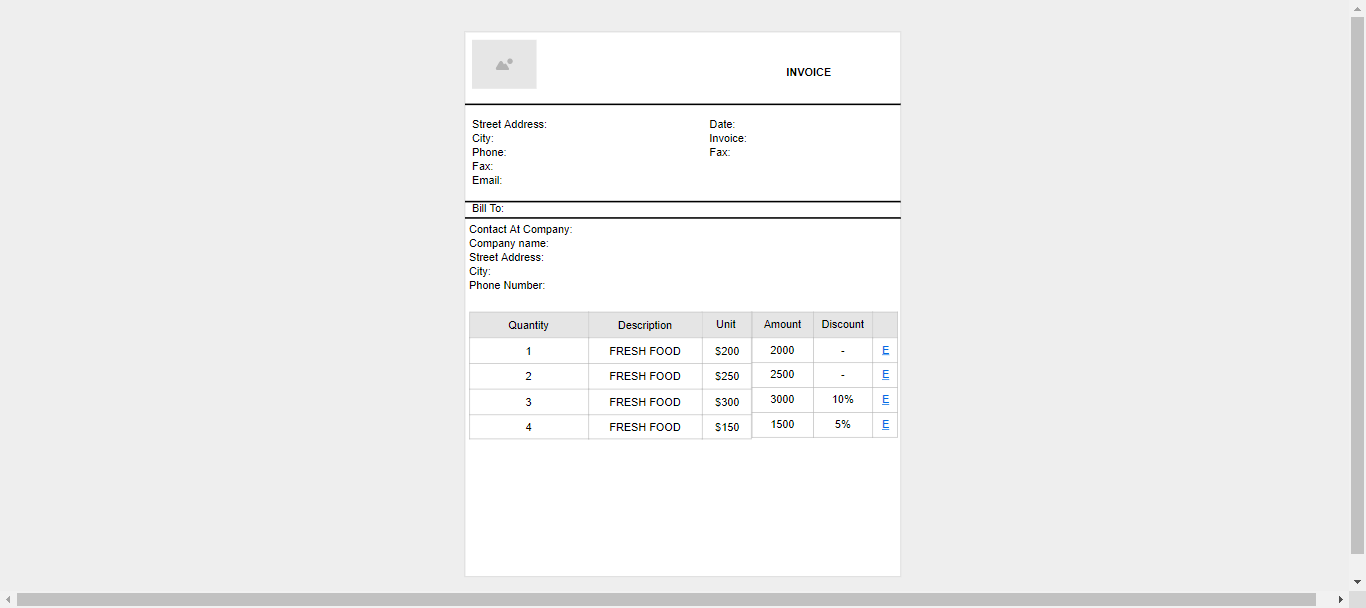 INVOICE
Street Address:
City:
Phone:
Fax:
Email:
Date:
Invoice:
Fax:
Bill To:
Contact At Company:
Company name:
Street Address:
City:
Phone Number:
Quantity Description Unit Amount Discount
1 FRESH FOOD $200 2000 - E
2 FRESH FOOD $250 2500 - E
3 FRESH FOOD $300 3000 10% E
4 FRESH FOOD $150 1500 5% E